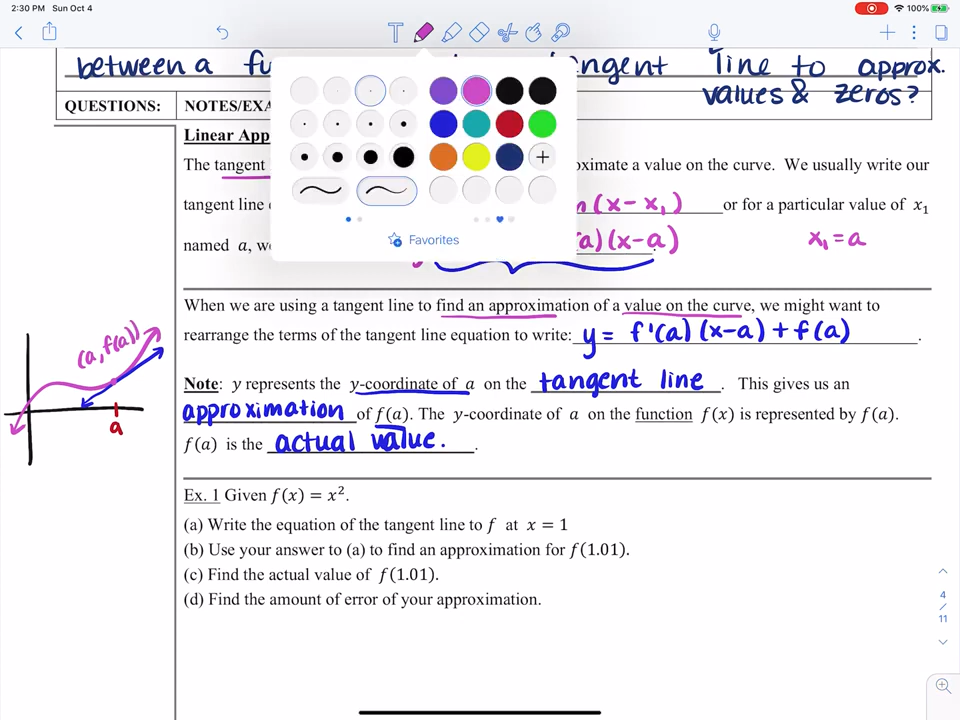 2:30 PM Sun Oct 4
100%
between a
line to approx.
values & zeros?
QUESTIONS:
Linear App
The tangent
oximate a value on the curve. We usually write our
tangent line
(x - x₁)
or for a particular value of x₁
named a, we
a) (x-a)
x₁ = a
Favorites
When we are using a tangent line to find an approximation of a value on the curve, we might want to
rearrange the terms of the tangent line equation to write: y = f'(a) (x-a) + f(a).
(a, f(a))
Note: y represents the y-coordinate of a on the tangent line. This gives us an
approximation of f(a). The y-coordinate of a on the function f(x) is represented by f(a).
a
f(a) is the actual value.
Ex. 1 Given f(x) = x².
(a) Write the equation of the tangent line to f at x = 1
(b) Use your answer to (a) to find an approximation for f(1.01).
(c) Find the actual value of f(1.01).
(d) Find the amount of error of your approximation.
4
/
11